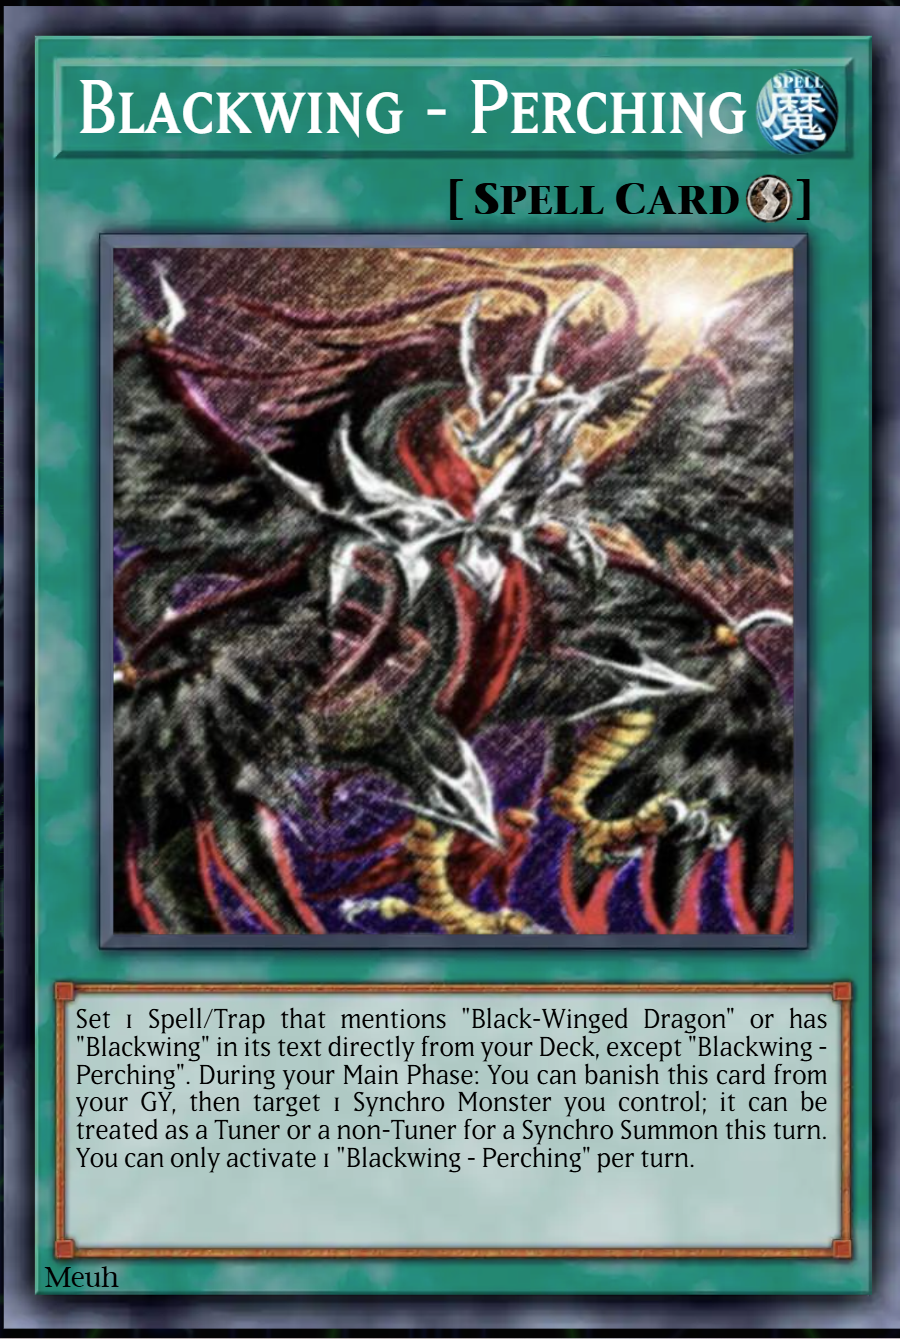 Blackwing - Perching
SPELL
魔
[ Spell Card ]
Set 1 Spell/Trap that mentions "Black-Winged Dragon" or has
"Blackwing" in its text directly from your Deck, except "Blackwing -
Perching". During your Main Phase: You can banish this card from
your GY, then target 1 Synchro Monster you control; it can be
treated as a Tuner or a non-Tuner for a Synchro Summon this turn.
You can only activate 1 "Blackwing - Perching" per turn.
Meuh